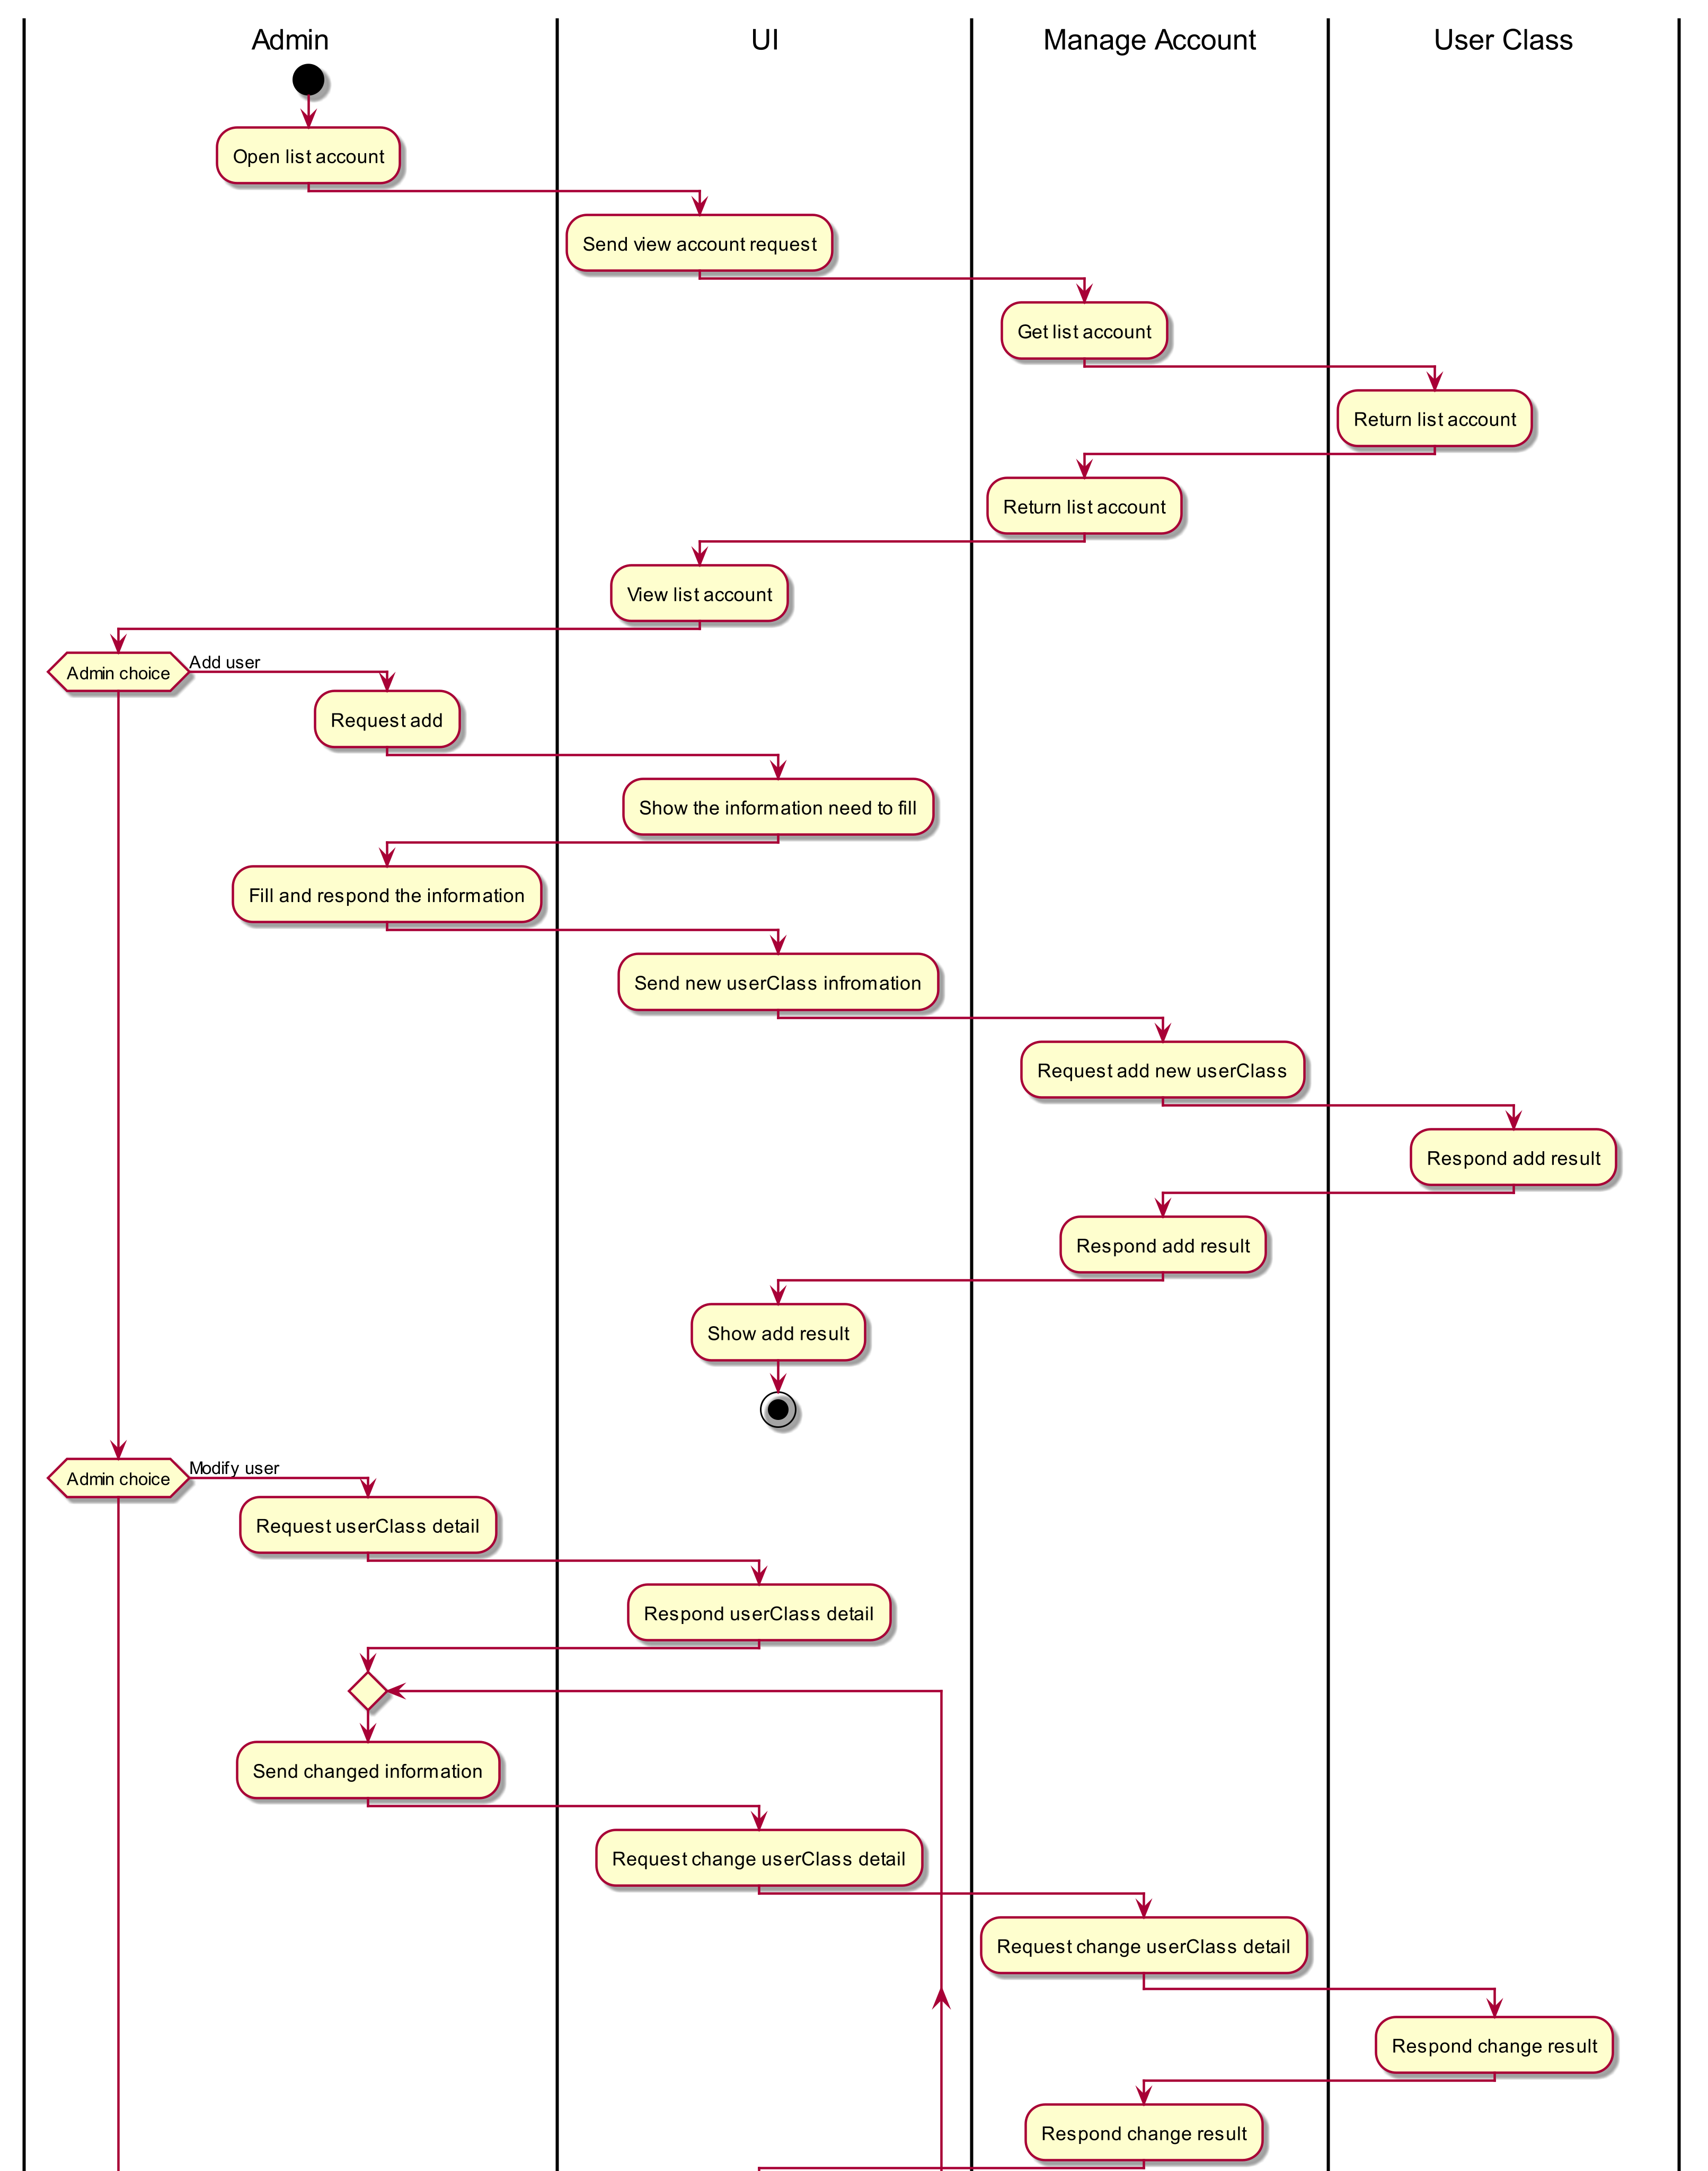 Admin
UI
Manage Account
User Class
Open list account
Send view account request
Get list account
Return list account
Return list account
View list account
Admin choice
Add user
Request add
Show the information need to fill
Fill and respond the information
Send new userClass infromation
Request add new userClass
Respond add result
Respond add result
Show add result
Admin choice
Modify user
Request userClass detail
Respond userClass detail
Send changed information
Request change userClass detail
Request change userClass detail
Respond change result
Respond change result